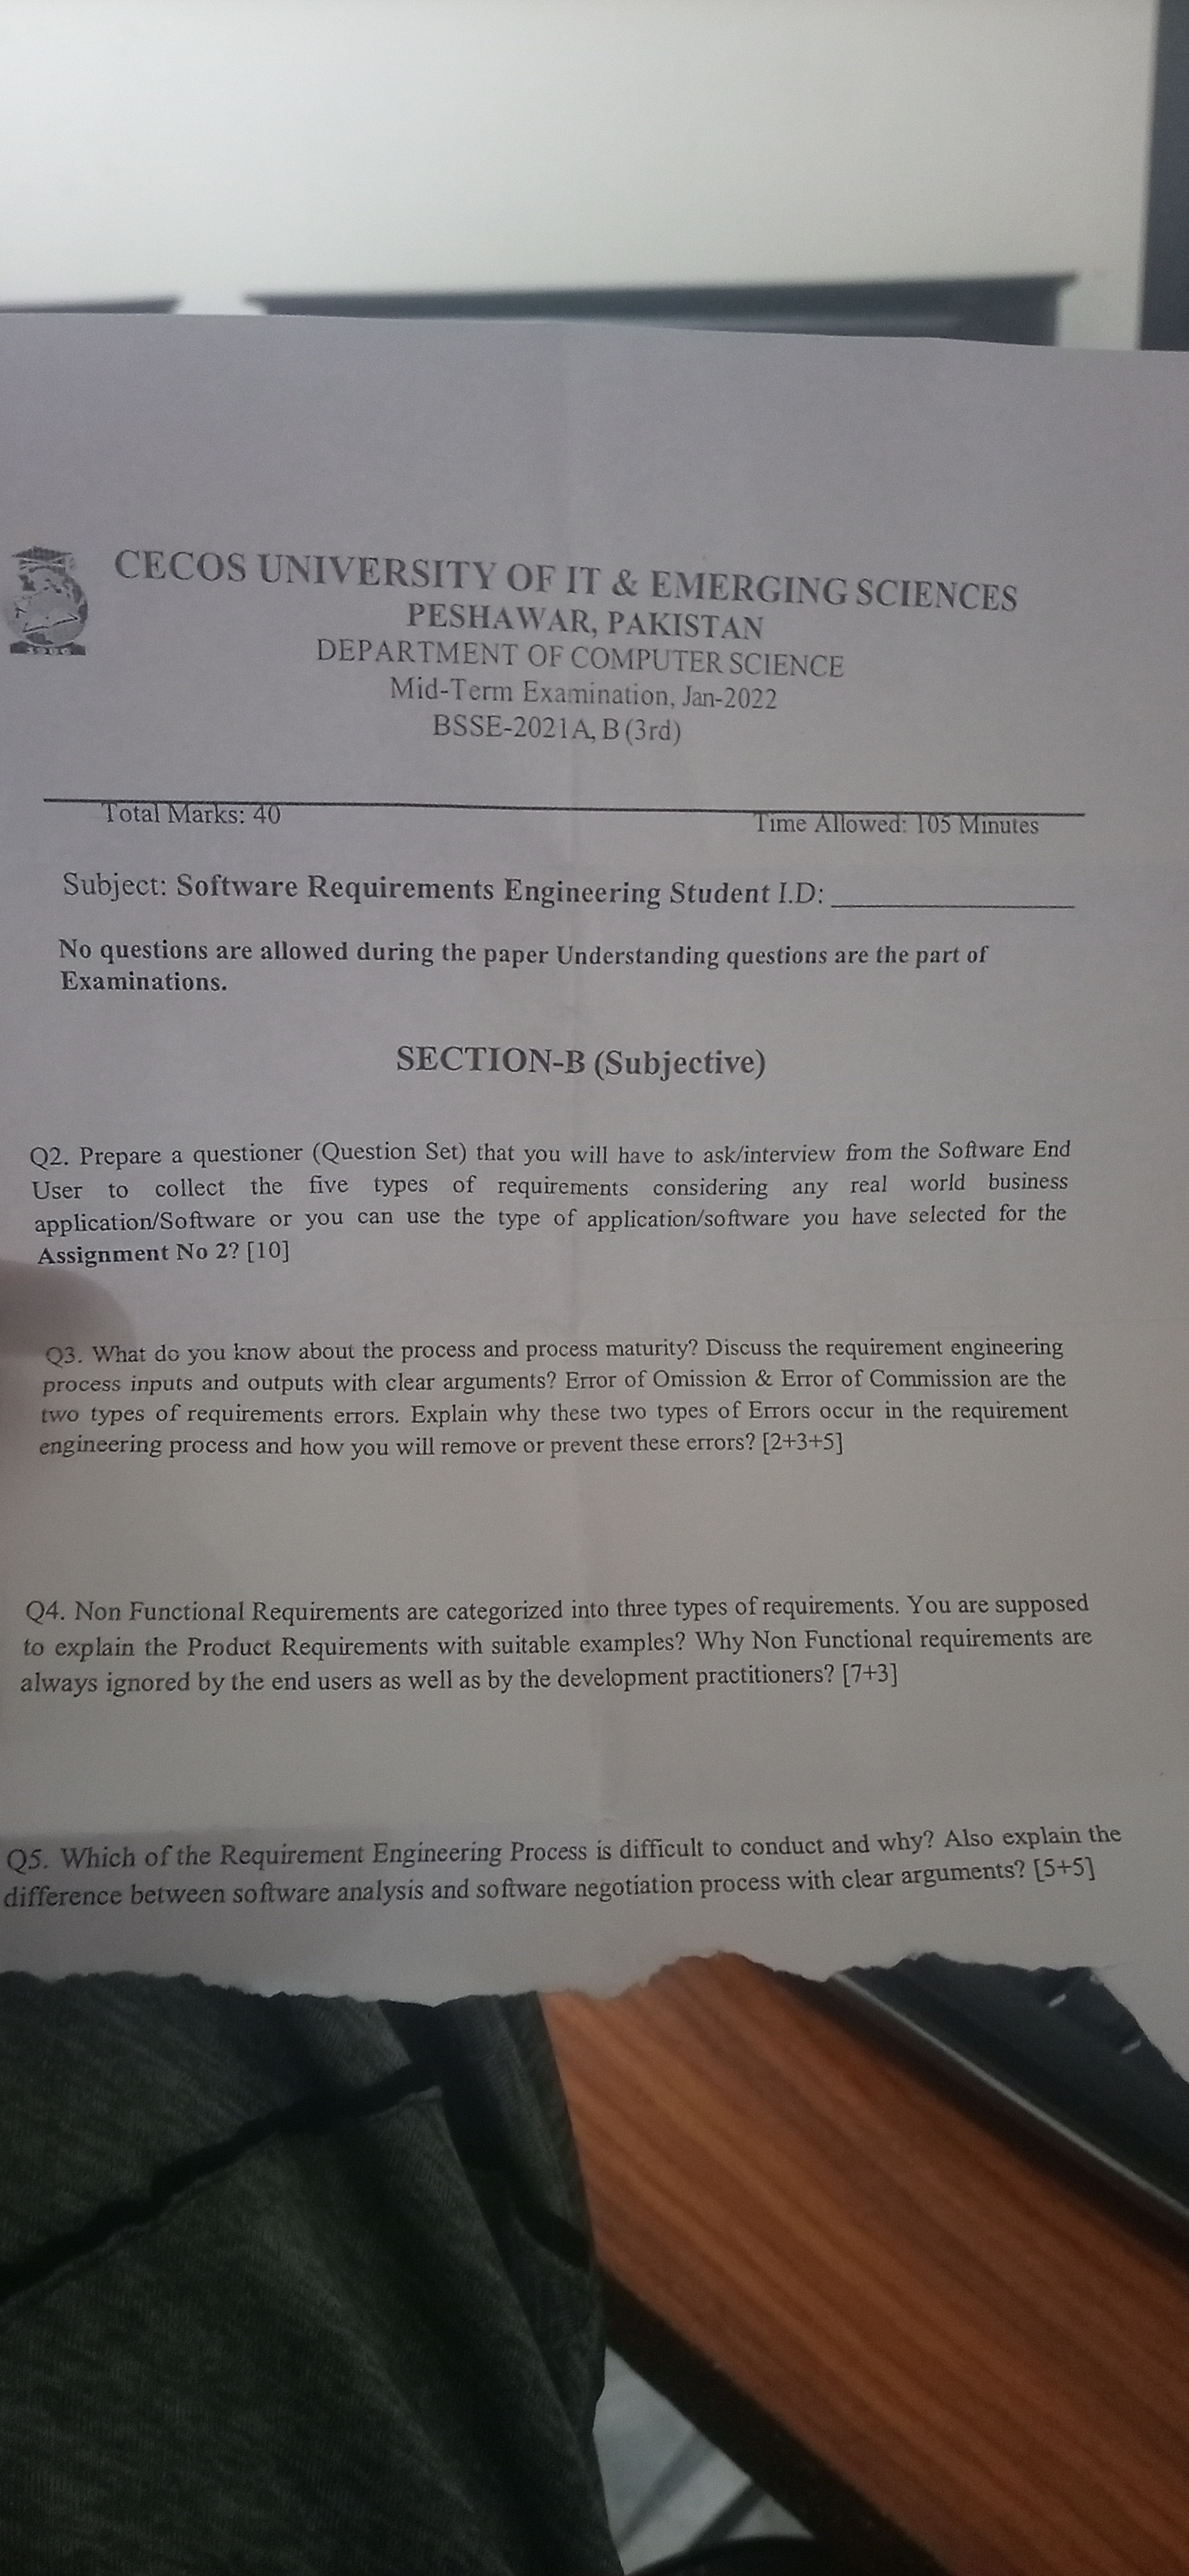 CECOS UNIVERSITY OF IT & EMERGING SCIENCES
PESHAWAR, PAKISTAN
DEPARTMENT OF COMPUTER SCIENCE
Mid-Term Examination, Jan-2022
BSSE-2021A, B (3rd)
Total Marks: 40
Time Allowed: 105 Minutes
Subject: Software Requirements Engineering Student I.D:
No questions are allowed during the paper Understanding questions are the part of
Examinations.
SECTION-B (Subjective)
Q2. Prepare a questioner (Question Set) that you will have to ask/interview from the Software End
User to collect the five types of requirements considering any real world business
application/Software or you can use the type of application/software you have selected for the
Assignment No 2? [10]
Q3. What do you know about the process and process maturity? Discuss the requirement engineering
process inputs and outputs with clear arguments? Error of Omission & Error of Commission are the
two types of requirements errors. Explain why these two types of Errors occur in the requirement
engineering process and how you will remove or prevent these errors? [2+3+5]
Q4. Non Functional Requirements are categorized into three types of requirements. You are supposed
to explain the Product Requirements with suitable examples? Why Non Functional requirements are
always ignored by the end users as well as by the development practitioners? [7+3]
Q5. Which of the Requirement Engineering Process is difficult to conduct and why? Also explain the
difference between software analysis and software negotiation process with clear arguments? [5+5]